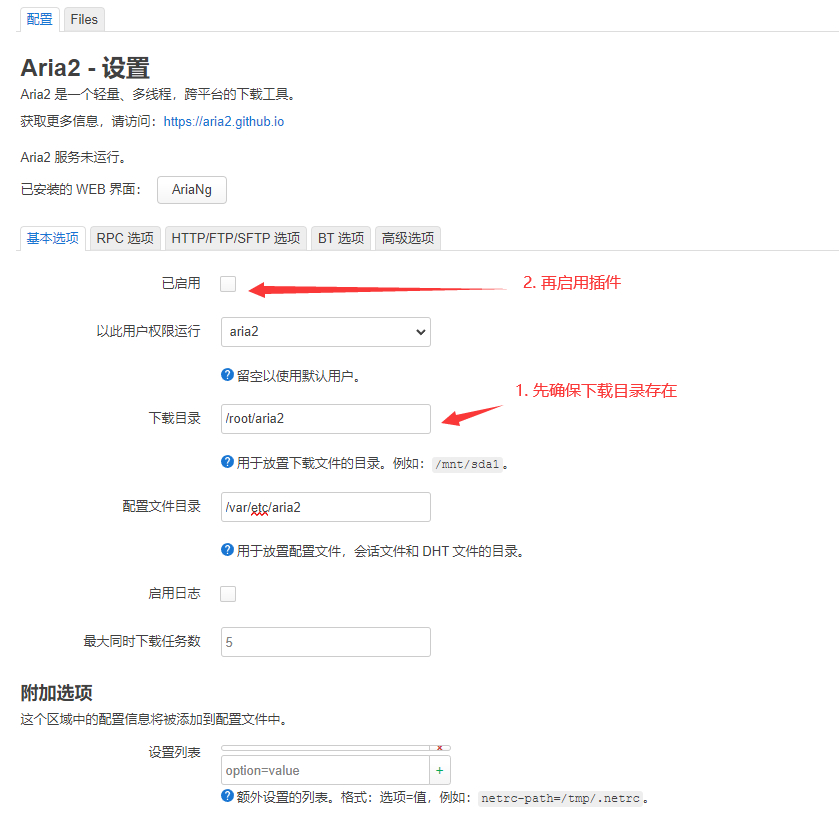 配置 Files
Aria2 - 设置
Aria2 是一个轻量、多线程，跨平台的下载工具。
获取更多信息，请访问：https://aria2.github.io
Aria2 服务未运行。
已安装的 WEB 界面： AriaNg
基本选项 RPC 选项 HTTP/FTP/SFTP 选项 BT 选项 高级选项
已启用 2. 再启用插件
以此用户权限运行 aria2
?留空以使用默认用户。
1. 先确保下载目录存在
下载目录 /root/aria2
?用于放置下载文件的目录。例如： /mnt/sda1。
配置文件目录 /var/etc/aria2
?用于放置配置文件，会话文件和 DHT 文件的目录。
启用日志
最大同时下载任务数 5
附加选项
这个区域中的配置信息将被添加到配置文件中。
设置列表 x
option=value +
?额外设置的列表。格式：选项=值，例如： netrc-path=/tmp/.netrc。